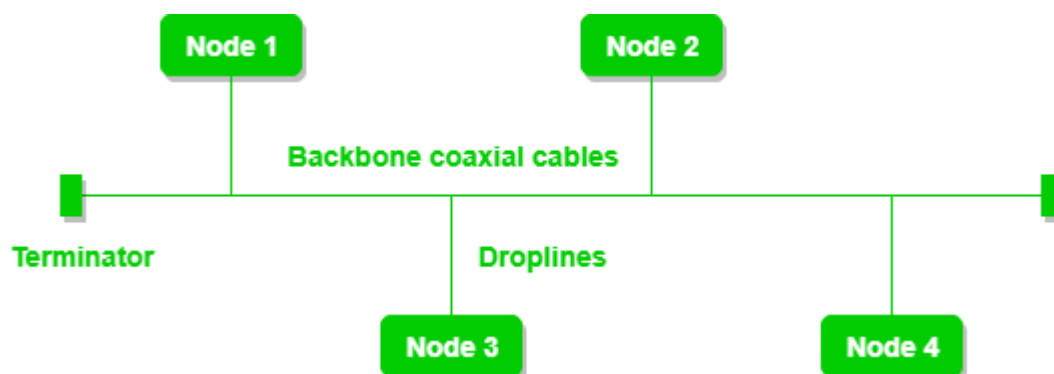 Node 1
Node 2
Backbone coaxial cables
Terminator
Droplines
Node 3
Node 4